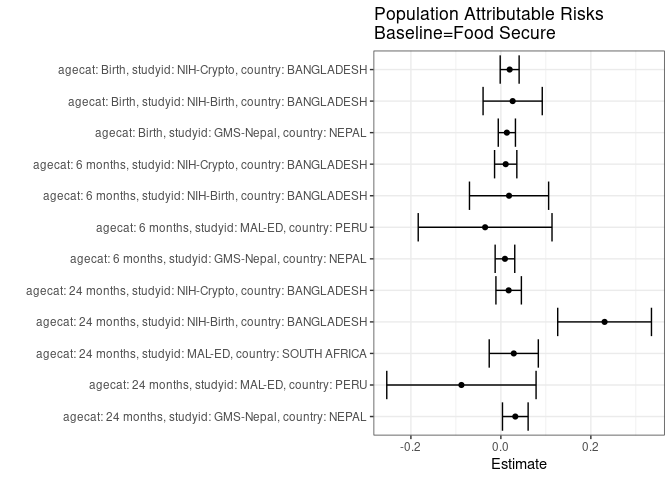 Population Attributable Risks
Baseline=Food Secure
agecat: Birth, studyid: NIH-Crypto, country: BANGLADESH
agecat: Birth, studyid: NIH-Birth, country: BANGLADESH
agecat: Birth, studyid: GMS-Nepal, country: NEPAL
agecat: 6 months, studyid: NIH-Crypto, country: BANGLADESH
agecat: 6 months, studyid: NIH-Birth, country: BANGLADESH
agecat: 6 months, studyid: MAL-ED, country: PERU
agecat: 6 months, studyid: GMS-Nepal, country: NEPAL
agecat: 24 months, studyid: NIH-Crypto, country: BANGLADESH
agecat: 24 months, studyid: NIH-Birth, country: BANGLADESH
agecat: 24 months, studyid: MAL-ED, country: SOUTH AFRICA
agecat: 24 months, studyid: MAL-ED, country: PERU
agecat: 24 months, studyid: GMS-Nepal, country: NEPAL
-0.2 0.0 0.2
Estimate